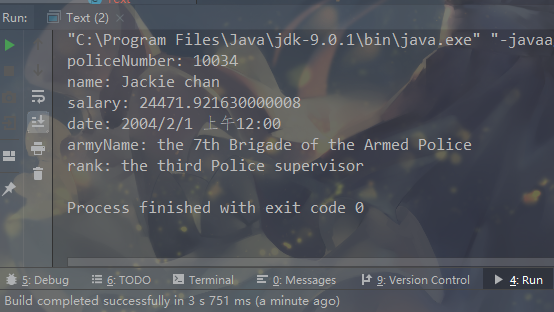 Text
Run:
Text (2)
"C:\Program Files\Java\jdk-9.0.1\bin\java.exe" "-javaa
policeNumber: 10034
name: Jackie chan
salary: 24471.921630000008
date: 2004/2/1 上午12:00
armyName: the 7th Brigade of the Armed Police
rank: the third Police supervisor
Process finished with exit code 0
5: Debug 6: TODO Terminal 0: Messages 9: Version Control 4: Run
Build completed successfully in 3 s 751 ms (a minute ago)